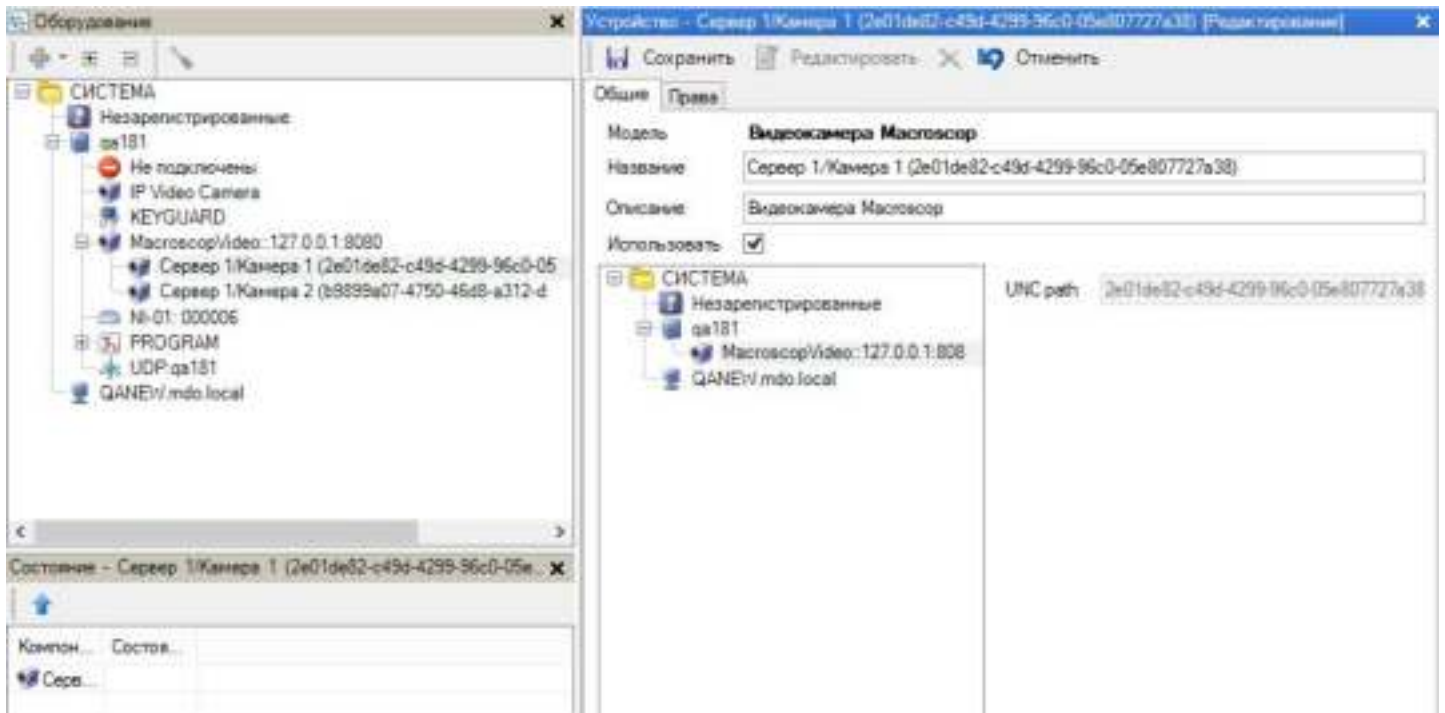 Оборудование
СИСТЕМА
Незарегистрированные
qa181
Не подключены
IP Video Camera
KEYGUARD
MacroscopVideo::127.0.0.1:8080
Сервер 1/Камера 1 (2e01de82-c49d-4299-96c0-05
Сервер 1/Камера 2 (b9899a07-4750-46d8-a312-d
NI-01: 000006
PROGRAM
UDP:qa181
QANEW.mdo.local
Состояние - Сервер 1/Камера 1 (2e01de82-c49d-4299-96c0-05e...
Компон... Состоя...
Серв...
Устройство - Сервер 1/Камера 1 (2e01de82-c49d-4299-96c0-05e807727a38) [Редактирование]
Сохранить Редактировать Отменить
Общие Права
Модель Видеокамера Macroscop
Название Сервер 1/Камера 1 (2e01de82-c49d-4299-96c0-05e807727a38)
Описание Видеокамера Macroscop
Использовать
СИСТЕМА
Незарегистрированные
qa181
MacroscopVideo::127.0.0.1:808
QANEW.mdo.local
UNC path 2e01de82-c49d-4299-96c0-05e807727a38